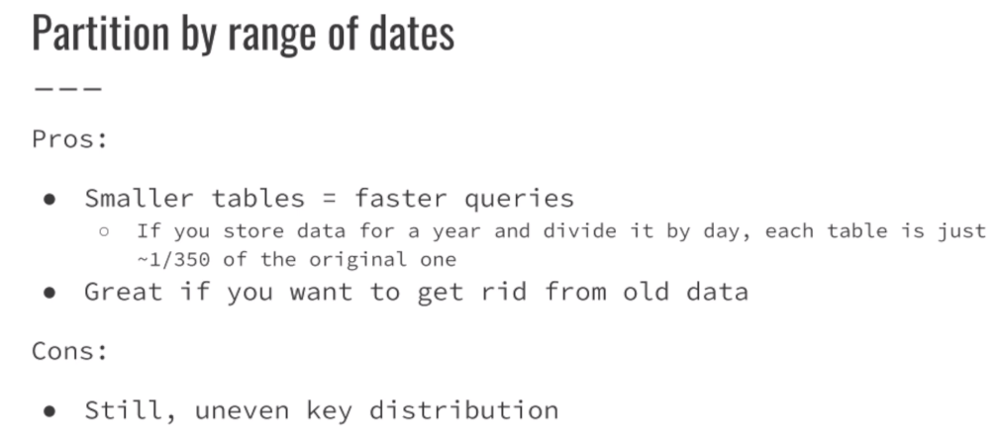 Partition by range of dates
———
Pros:
● Smaller tables = faster queries
○ If you store data for a year and divide it by day, each table is just
~1/350 of the original one
● Great if you want to get rid from old data
Cons:
● Still, uneven key distribution